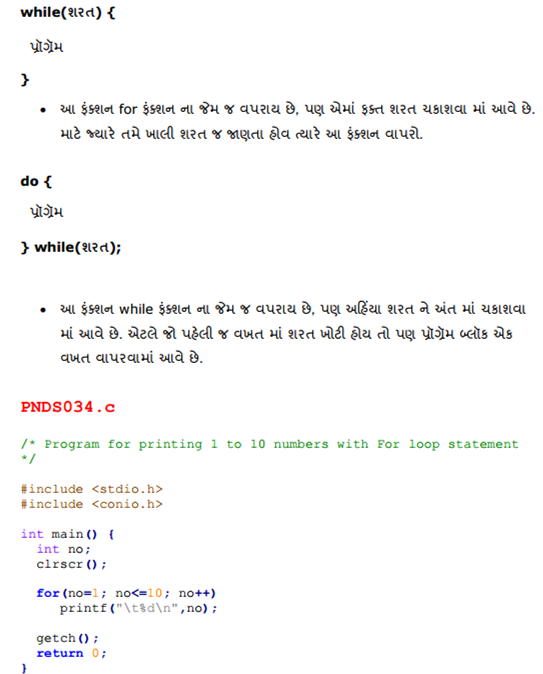 while(શરત) {
પ્રૉગ્રૅમ
}
• આ ફંક્શન for ફંક્શન ના જેમ જ વપરાય છે, પણ એમાં ફક્ત શરત ચકાશવા માં આવે છે.
માટે જ્યારે તમે ખાલી શરત જ જાણતા હોવ ત્યારે આ ફંક્શન વાપરો.
do {
પ્રૉગ્રૅમ
} while(શરત);
• આ ફંક્શન while ફંક્શન ના જેમ જ વપરાય છે, પણ અહિંયા શરત ને અંત માં ચકાશવા
માં આવે છે. એટલે જો પહેલી જ વખત માં શરત ખોટી હોય તો પણ પ્રૉગ્રૅમ બ્લૉક એક
વખત વાપરવામાં આવે છે.
PNDS034.c
/* Program for printing 1 to 10 numbers with For loop statement
*/
#include <stdio.h>
#include <conio.h>
int main() {
int no;
clrscr();
for(no=1; no<=10; no++)
printf("\t%d\n",no);
getch();
return 0;
}